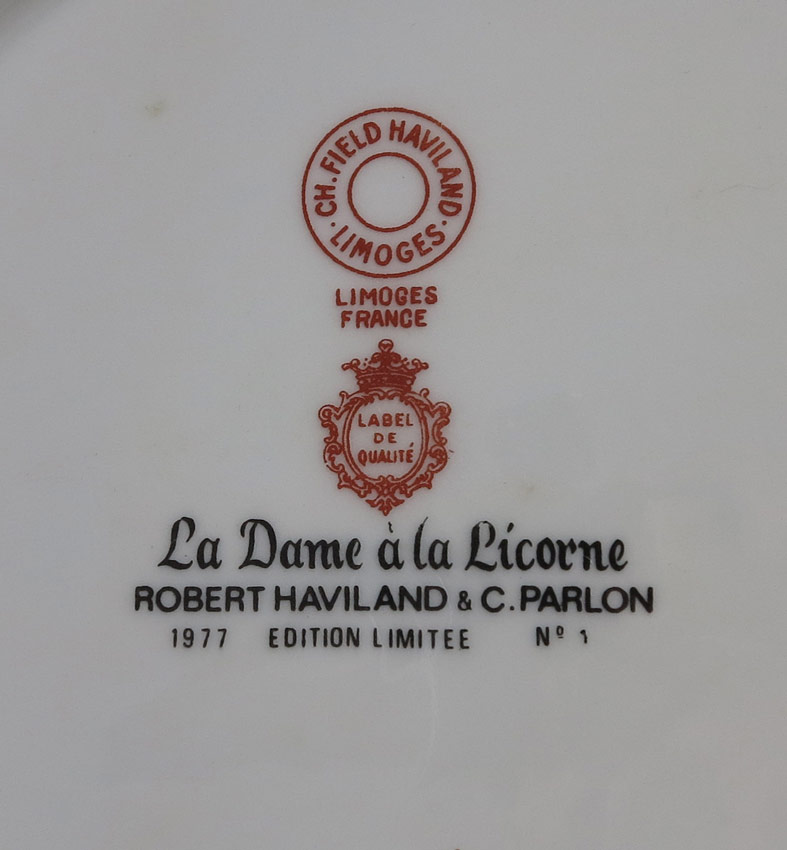 CH. FIELD HAVILAND
· LIMOGES ·
LIMOGES
FRANCE
LABEL
DE
QUALITÉ
La Dame à la Licorne
ROBERT HAVILAND & C. PARLON
1977 EDITION LIMITEE Nº 1